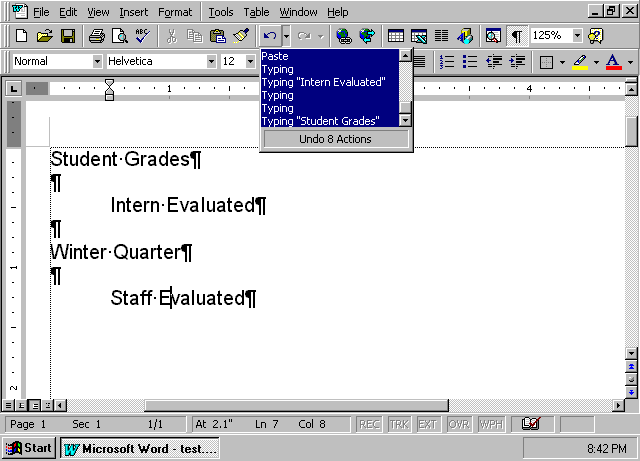 File Edit View Insert Format Tools Table Window Help
125%
Normal Helvetica 12
Paste
Typing
Typing "Intern Evaluated"
Typing
Typing
Typing "Student Grades"
Undo 8 Actions
1
Student·Grades¶
¶
Intern·Evaluated¶
¶
Winter·Quarter¶
¶
Staff·Evaluated¶
1
2
Page 1 Sec 1 1/1 At 2.1" Ln 7 Col 8 REC TRK EXT OVR WPH
Start Microsoft Word - test.... 8:42 PM